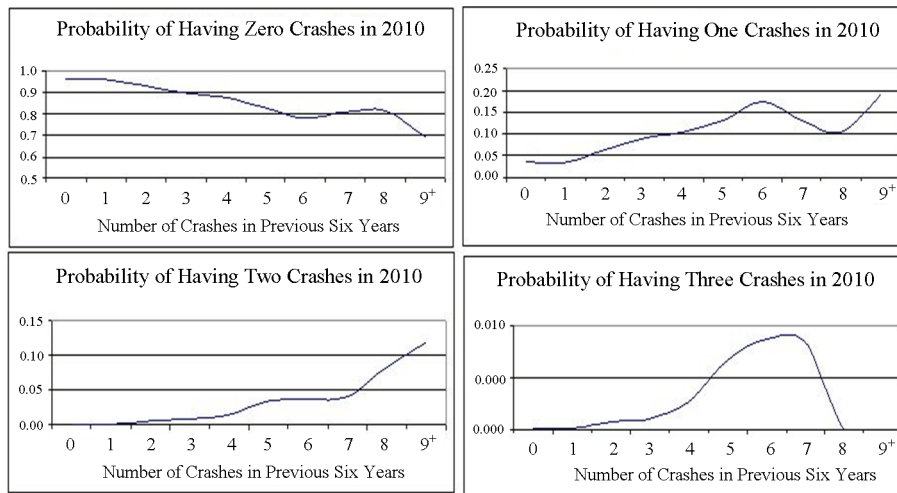 Probability of Having Zero Crashes in 2010
1.0
0.9
0.8
0.7
0.6
0.5
0 1 2 3 4 5 6 7 8 9+
Number of Crashes in Previous Six Years
Probability of Having One Crashes in 2010
0.25
0.20
0.15
0.10
0.05
0.00
0 1 2 3 4 5 6 7 8 9+
Number of Crashes in Previous Six Years
Probability of Having Two Crashes in 2010
0.15
0.10
0.05
0.00
0 1 2 3 4 5 6 7 8 9+
Number of Crashes in Previous Six Years
Probability of Having Three Crashes in 2010
0.010
0.000
0.000
0 1 2 3 4 5 6 7 8 9+
Number of Crashes in Previous Six Years